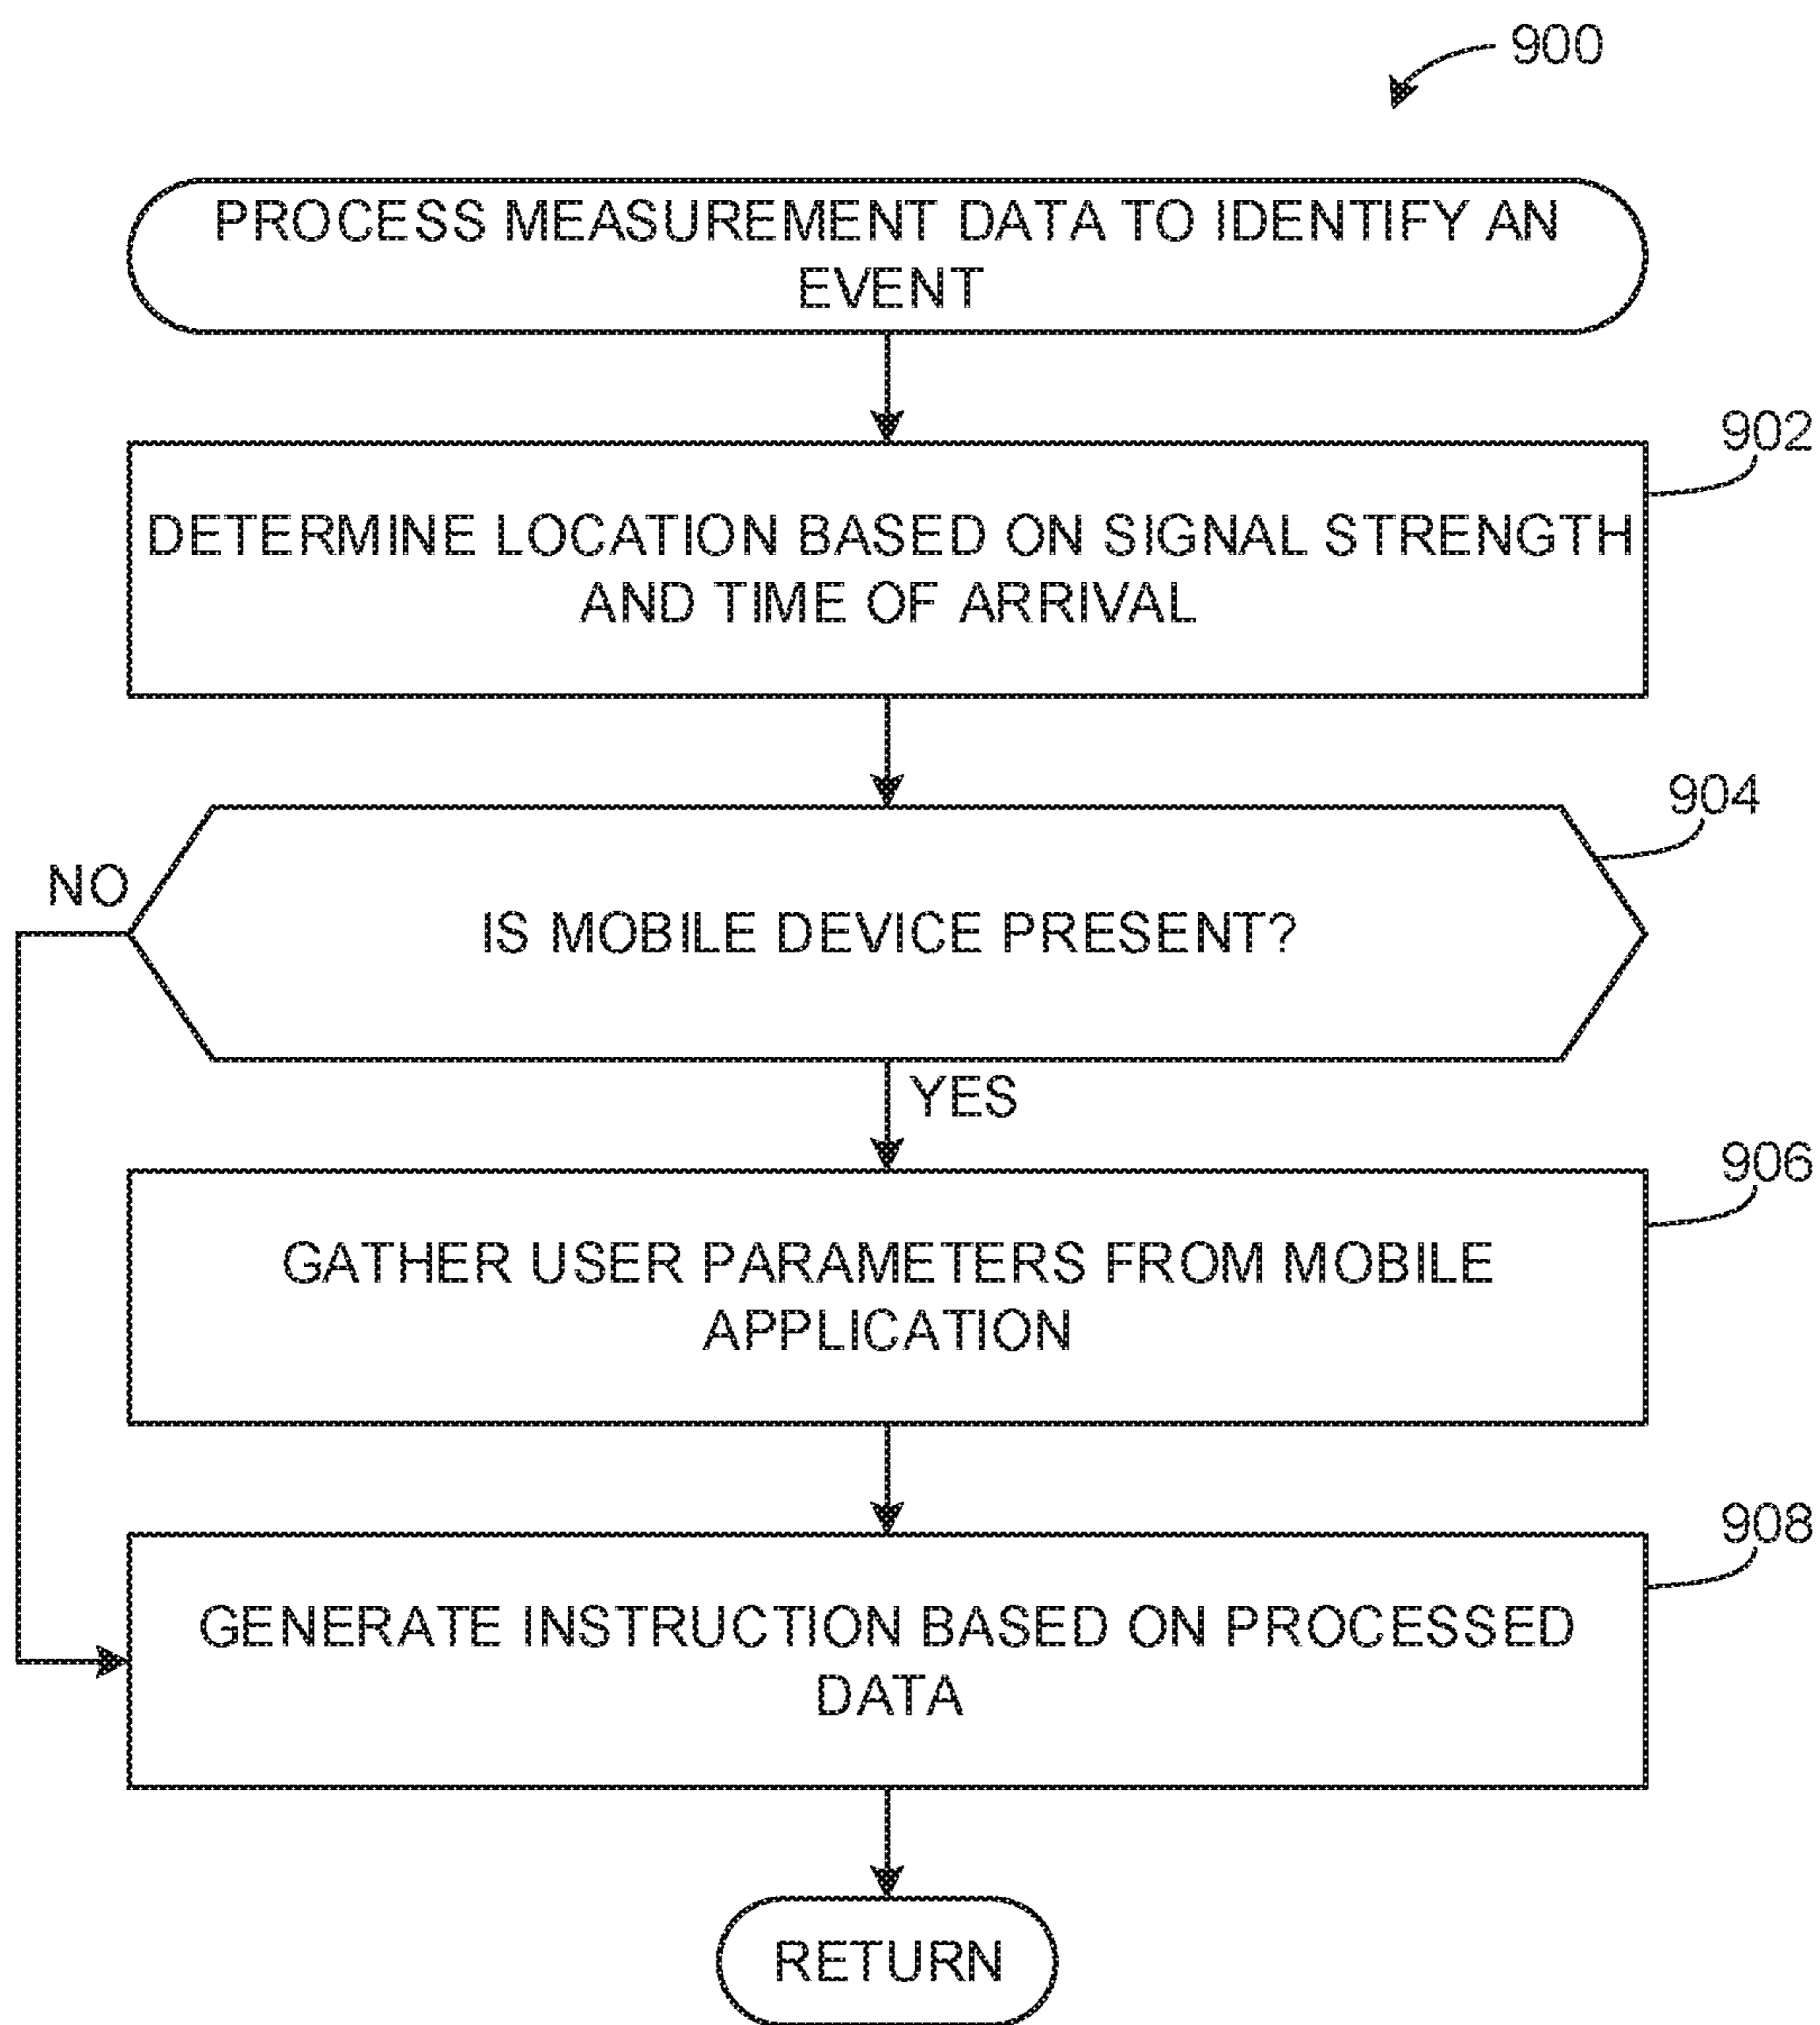 900
PROCESS MEASUREMENT DATA TO IDENTIFY AN
EVENT
902
DETERMINE LOCATION BASED ON SIGNAL STRENGTH
AND TIME OF ARRIVAL
904
NO
IS MOBILE DEVICE PRESENT?
YES
906
GATHER USER PARAMETERS FROM MOBILE
APPLICATION
908
GENERATE INSTRUCTION BASED ON PROCESSED
DATA
RETURN